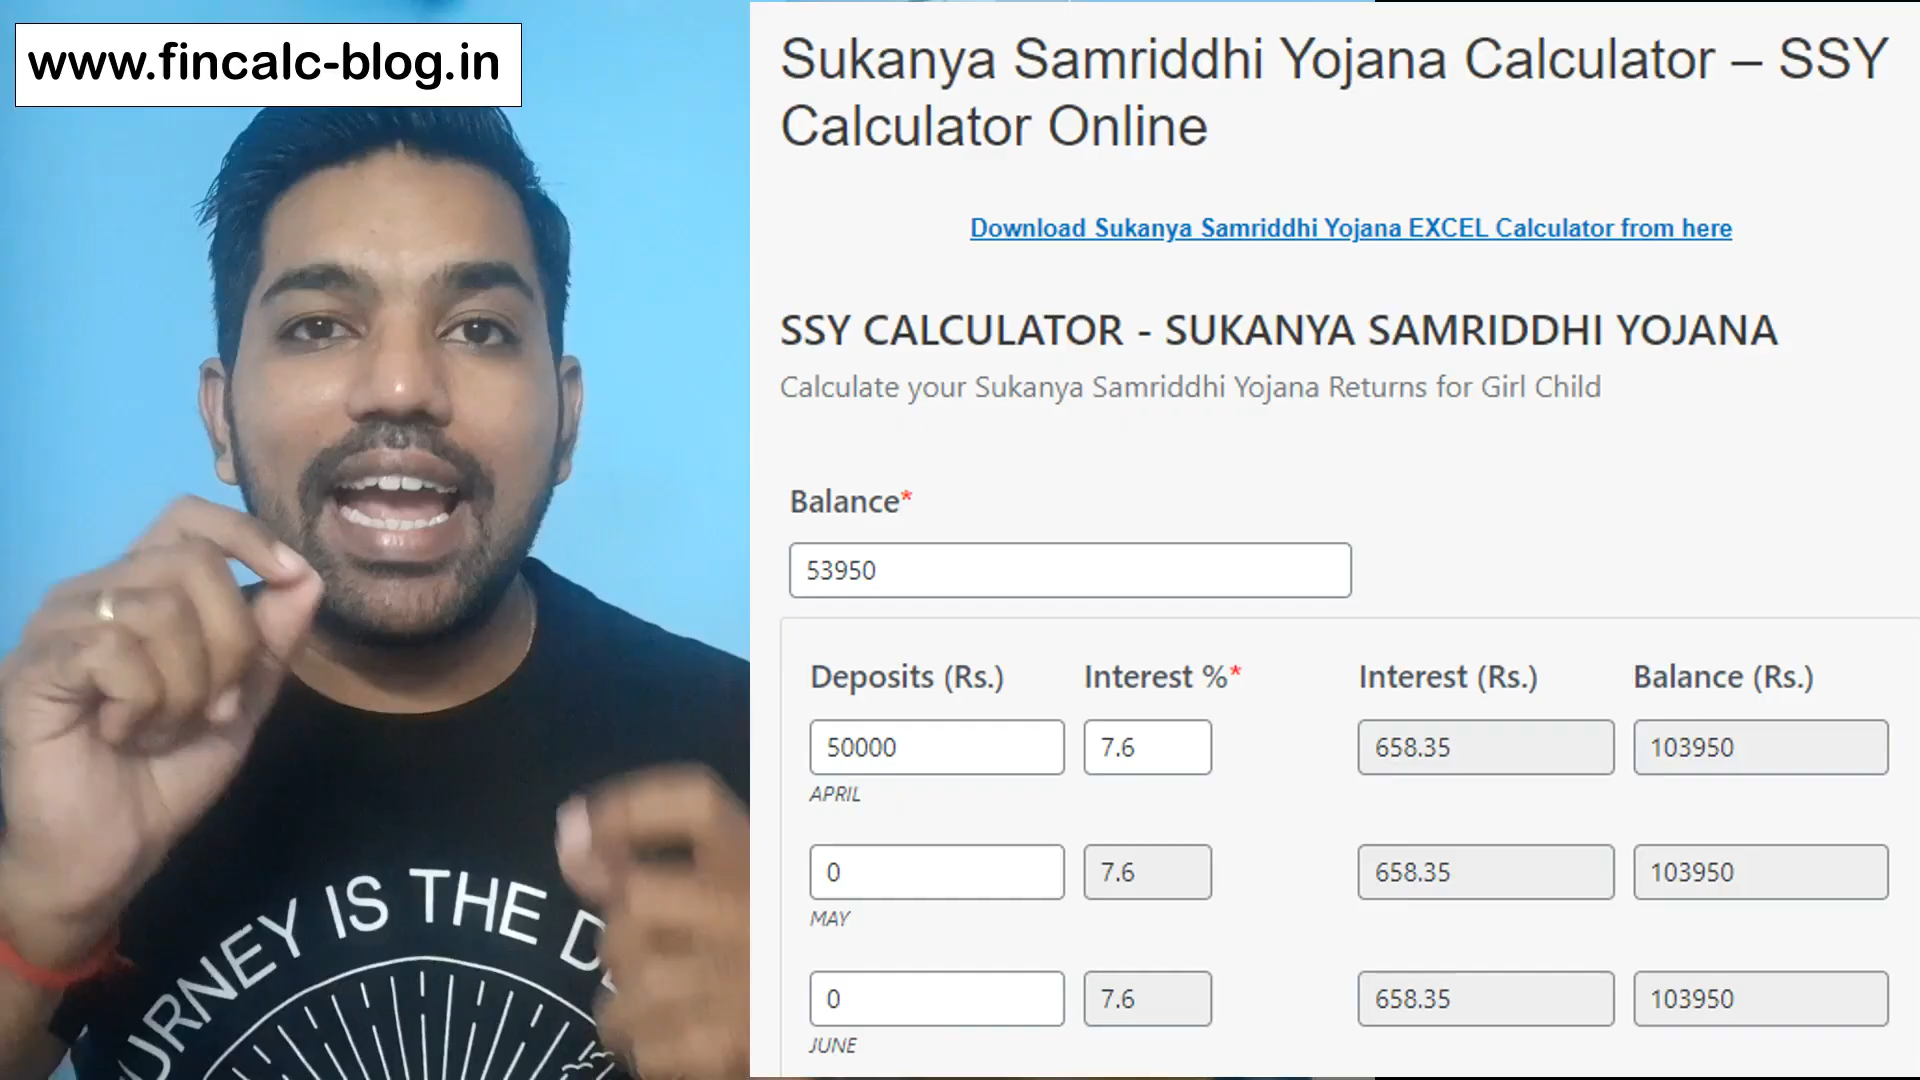 www.fincalc-blog.in
Sukanya Samriddhi Yojana Calculator – SSY
Calculator Online
Download Sukanya Samriddhi Yojana EXCEL Calculator from here
SSY CALCULATOR - SUKANYA SAMRIDDHI YOJANA
Calculate your Sukanya Samriddhi Yojana Returns for Girl Child
Balance*
53950
Deposits (Rs.) Interest %* Interest (Rs.) Balance (Rs.)
50000 7.6 658.35 103950
APRIL
0 7.6 658.35 103950
MAY
0 7.6 658.35 103950
JUNE
URNEY IS THE D